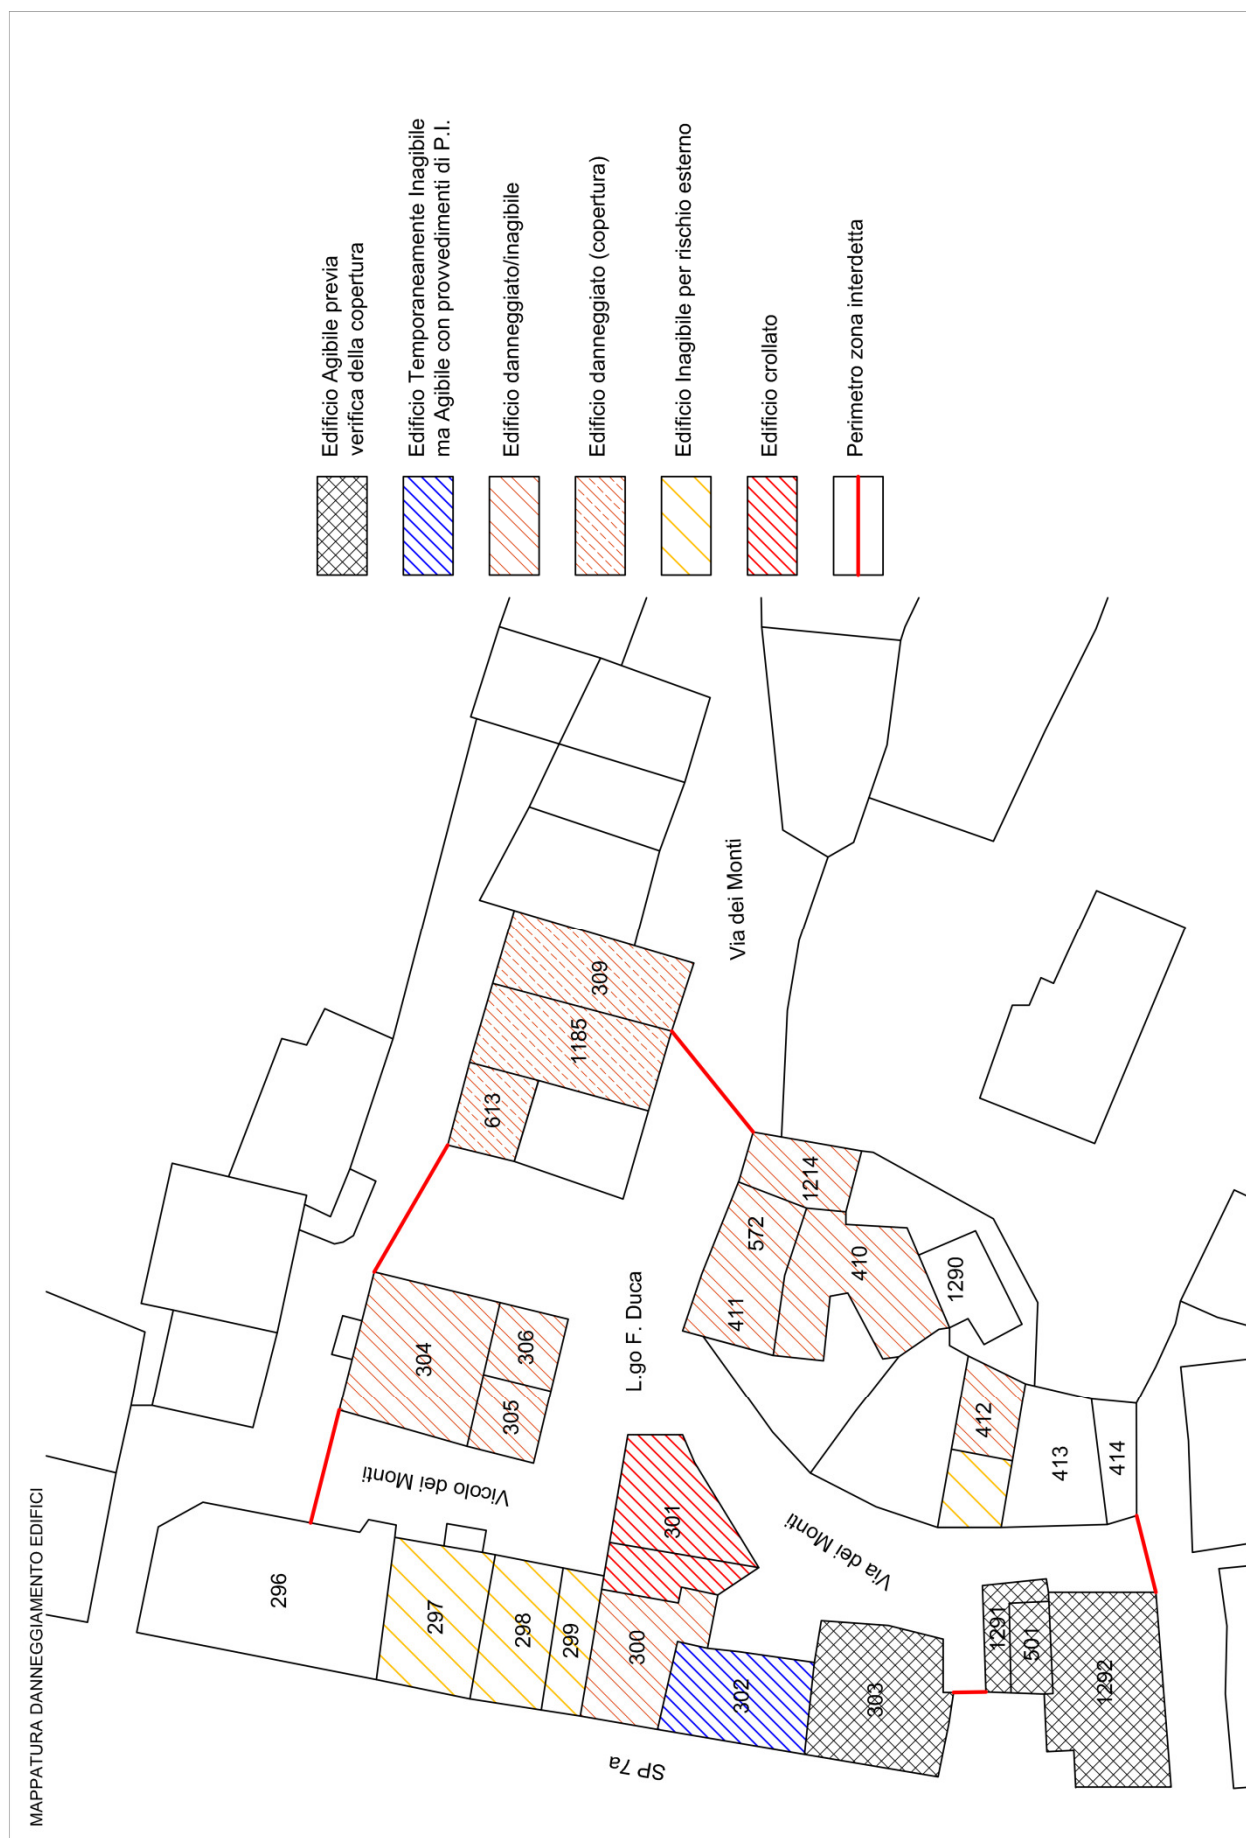 MAPPATURA DANNEGGIAMENTO EDIFICI
Edificio Agibile previa
verifica della copertura
Edificio Temporaneamente Inagibile
ma Agibile con provvedimenti di P.I.
Edificio danneggiato/inagibile
Edificio danneggiato (copertura)
Edificio Inagibile per rischio esterno
Edificio crollato
Perimetro zona interdetta
296
297
298
299
300
301
302
303
304
305
306
309
1185
613
1214
572
411
410
1290
412
413
414
1291
501
1292
Vicolo dei Monti
L.go F. Duca
Via dei Monti
Via dei Monti
SP 7a